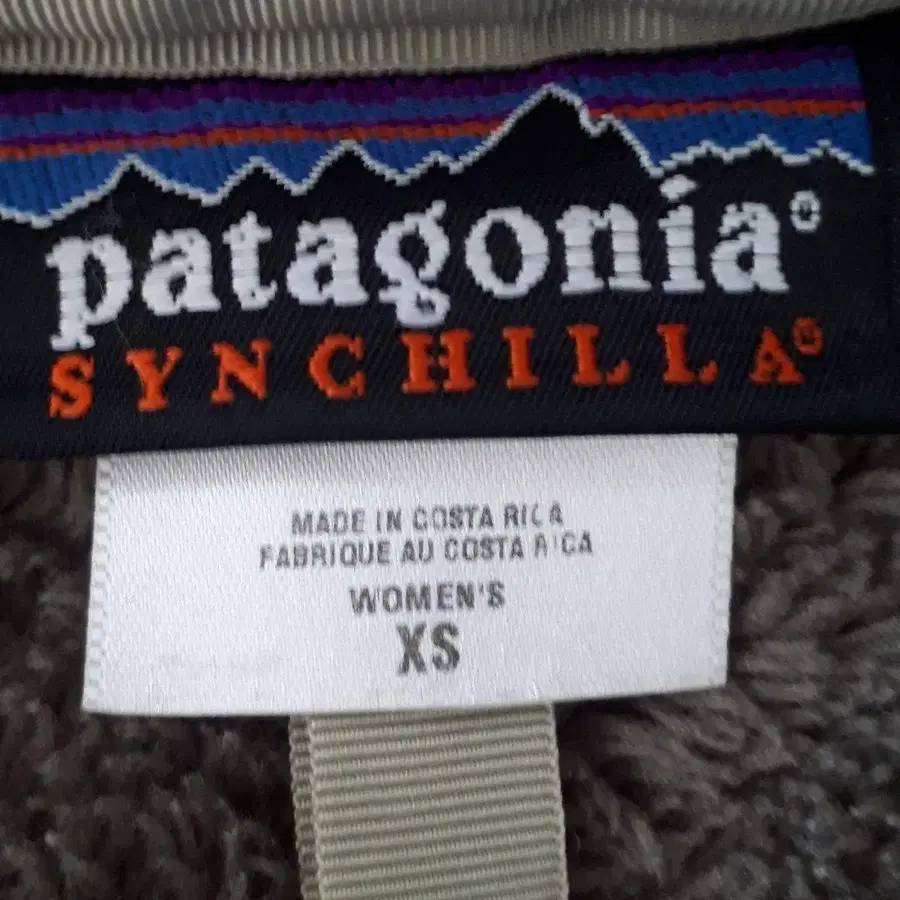 patagonia®
SYNCHILLA®
MADE IN COSTA RICA
FABRIQUE AU COSTA RICA
WOMEN'S
XS